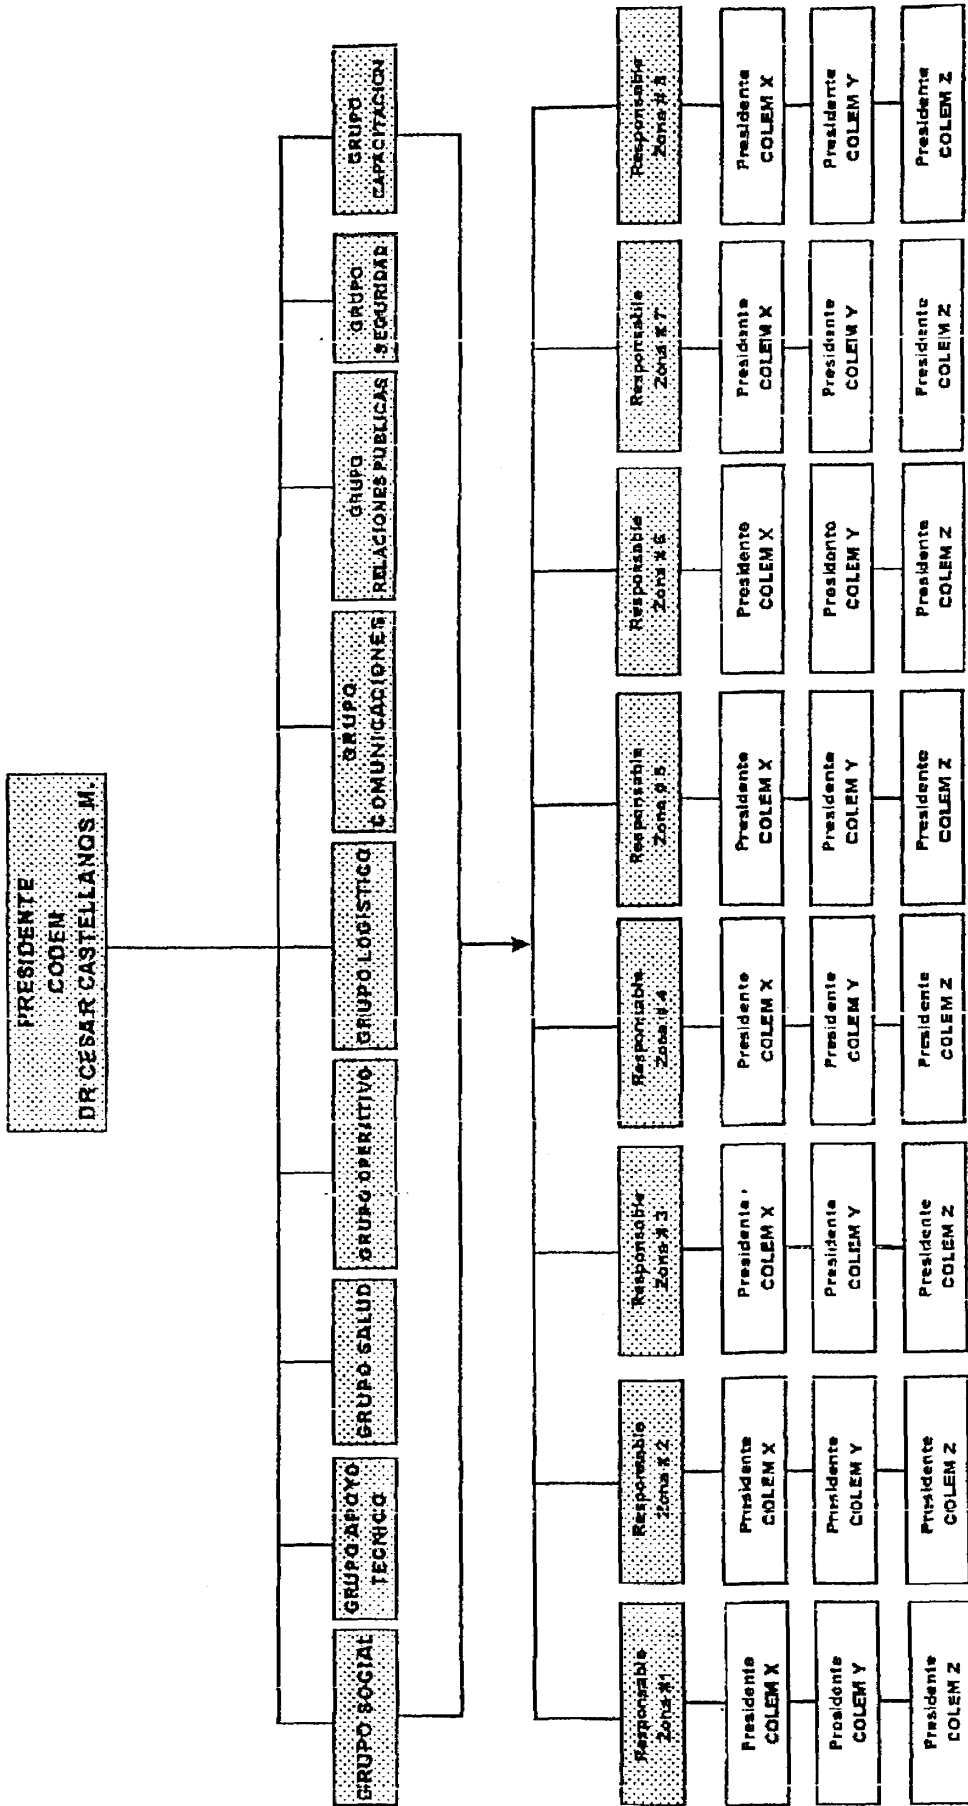 PRESIDENTE
CODEM
DR CESAR CASTELLANOS M.
GRUPO SOCIAL
GRUPO APOYO
TECNICO
GRUPO SALUD
GRUPO OPERITIVO
GRUPO LOGISTICO
GRUPO
COMUNICACIONES
GRUPO
RELACIONES PUBLICAS
GRUPO
SEGURIDAD
GRUPO
CAPACITACION
Responsable
Zona #1
Responsable
Zona # 2
Responsable
Zona # 3
Responsable
Zona # 4
Responsable
Zona # 5
Responsable
Zona # 6
Responsable
Zona # 7
Responsable
Zona # 8
Presidente
COLEM X
Presidente
COLEM X
Presidente
COLEM X
Presidente
COLEM X
Presidente
COLEM X
Presidente
COLEM X
Presidente
COLEM X
Presidente
COLEM X
Presidente
COLEM Y
Presidente
COLEM Y
Presidente
COLEM Y
Presidente
COLEM Y
Presidente
COLEM Y
Presidente
COLEM Y
Presidente
COLEM Y
Presidente
COLEM Y
Presidente
COLEM Z
Presidente
COLEM Z
Presidente
COLEM Z
Presidente
COLEM Z
Presidente
COLEM Z
Presidente
COLEM Z
Presidente
COLEM Z
Presidente
COLEM Z